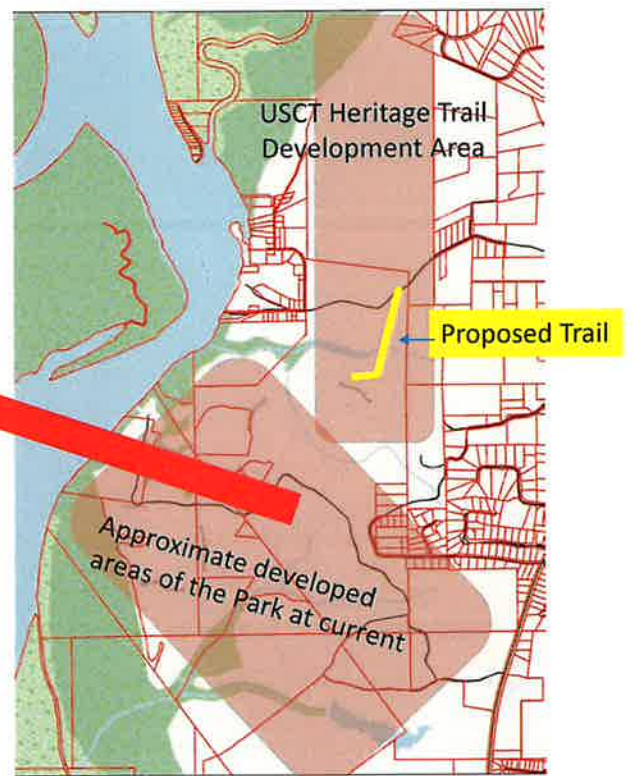 USCT Heritage Trail
Development Area
Proposed Trail
Approximate developed
areas of the Park at current